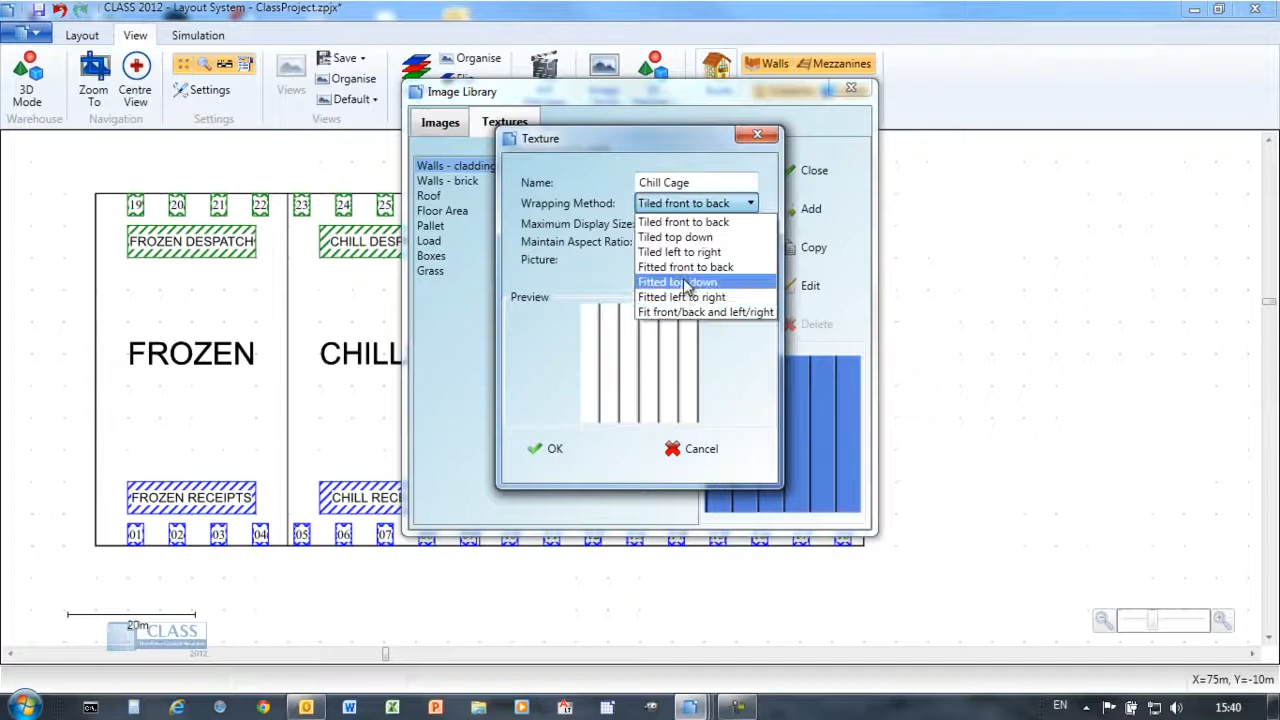 CLASS 2012 - Layout System - ClassProject.zpjx*
Layout View Simulation
3D Mode
Zoom To
Centre View
Settings
Views
Save
Organise
Default
Organise
Walls Mezzanines
Warehouse Navigation Settings Views
Image Library
Images Textures
Walls - cladding
Walls - brick
Roof
Floor Area
Pallet
Load
Boxes
Grass
Close
Add
Copy
Edit
Delete
Texture
Name: Chill Cage
Wrapping Method: Tiled front to back
Maximum Display Size:
Maintain Aspect Ratio:
Picture:
Tiled front to back
Tiled top down
Tiled left to right
Fitted front to back
Fitted top down
Fitted left to right
Fit front/back and left/right
Preview
OK Cancel
19 20 21 22 23 24 25
FROZEN DESPATCH CHILL DESP
FROZEN CHILL
FROZEN RECEIPTS CHILL RECE
01 02 03 04 05 06 07
20m
CLASS
2012
X=75m, Y=-10m
EN 15:40